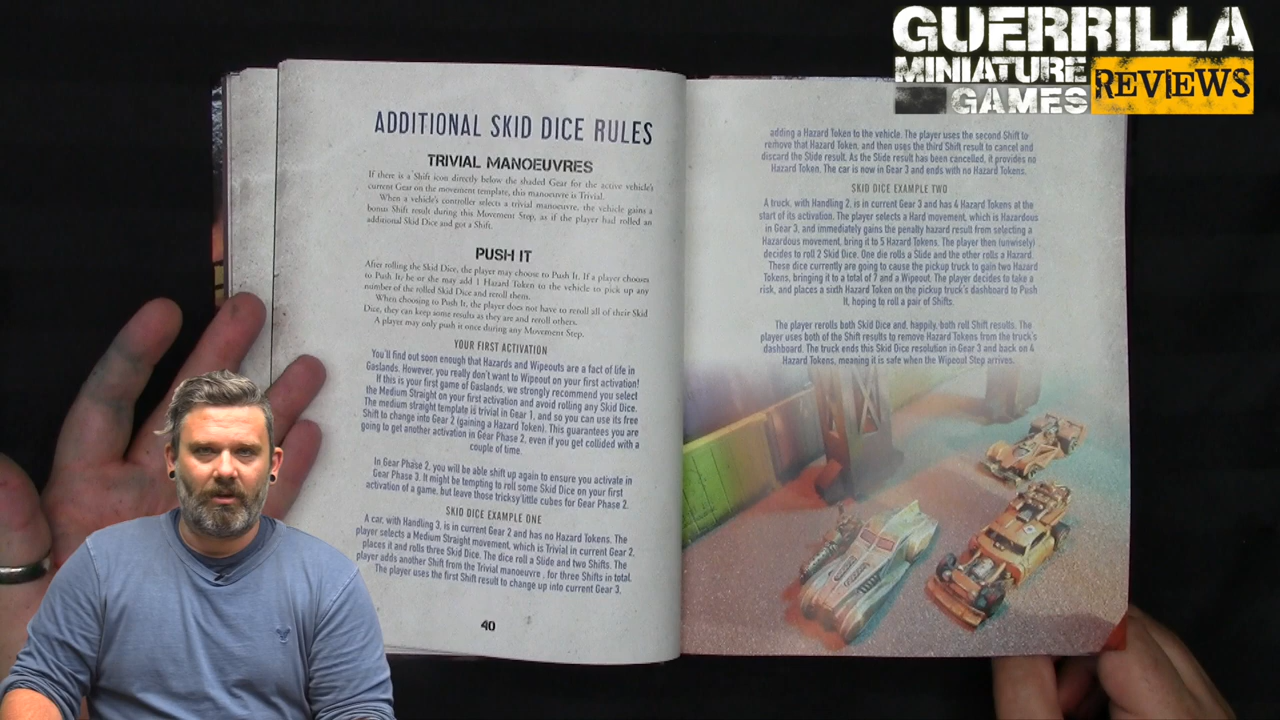 GUERRILLA
MINIATURE
GAMES
REVIEWS
ADDITIONAL SKID DICE RULES
TRIVIAL MANOEUVRES
If there is a Shift icon directly below the shaded Gear for the active vehicle's
current Gear on the movement template, this manoeuvre is Trivial.
When a vehicle's controller selects a trivial manoeuvre, the vehicle gains a
bonus Shift result during this Movement Step, as if the player had rolled an
additional Skid Dice and got a Shift.
PUSH IT
After rolling the Skid Dice, the player may choose to Push It. If a player chooses
to Push It, he or she may add 1 Hazard Token to the vehicle to pick up any
number of the rolled Skid Dice and reroll them.
When choosing to Push It, the player does not have to reroll all of their Skid
Dice, they can keep some results as they are and reroll others.
A player may only push it once during any Movement Step.
YOUR FIRST ACTIVATION
You'll find out soon enough that Hazards and Wipeouts are a fact of life in
Gaslands. However, you really don't want to Wipeout on your first activation!
If this is your first game of Gaslands, we strongly recommend you select
the Medium Straight on your first activation and avoid rolling any Skid Dice.
The medium straight template is trivial in Gear 1, and so you can use its free
Shift to change into Gear 2 (gaining a Hazard Token). This guarantees you are
going to get another activation in Gear Phase 2, even if you get collided with a
couple of time.
In Gear Phase 2, you will be able shift up again to ensure you activate in
Gear Phase 3. It might be tempting to roll some Skid Dice on your first
activation of a game, but leave those tricksy little cubes for Gear Phase 2.
SKID DICE EXAMPLE ONE
A car, with Handling 3, is in current Gear 2 and has no Hazard Tokens. The
player selects a Medium Straight movement, which is Trivial in current Gear 2,
places it and rolls three Skid Dice. The dice roll a Slide and two Shifts. The
player adds another Shift from the Trivial manoeuvre , for three Shifts in total.
The player uses the first Shift result to change up into current Gear 3,
40
adding a Hazard Token to the vehicle. The player uses the second Shift to
remove that Hazard Token, and then uses the third Shift result to cancel and
discard the Slide result. As the Slide result has been cancelled, it provides no
Hazard Token. The car is now in Gear 3 and ends with no Hazard Tokens.
SKID DICE EXAMPLE TWO
A truck, with Handling 2, is in current Gear 3 and has 4 Hazard Tokens at the
start of its activation. The player selects a Hard movement, which is Hazardous
in Gear 3, and immediately gains the penalty hazard result from selecting a
Hazardous movement, bring it to 5 Hazard Tokens. The player then (unwisely)
decides to roll 2 Skid Dice. One die rolls a Slide and the other rolls a Hazard.
These dice currently are going to cause the pickup truck to gain two Hazard
Tokens, bringing it to a total of 7 and a Wipeout. The player decides to take a
risk, and places a sixth Hazard Token on the pickup truck's dashboard to Push
It, hoping to roll a pair of Shifts.
The player rerolls both Skid Dice and, happily, both roll Shift results. The
player uses both of the Shift results to remove Hazard Tokens from the truck's
dashboard. The truck ends this Skid Dice resolution in Gear 3 and back on 4
Hazard Tokens, meaning it is safe when the Wipeout Step arrives.